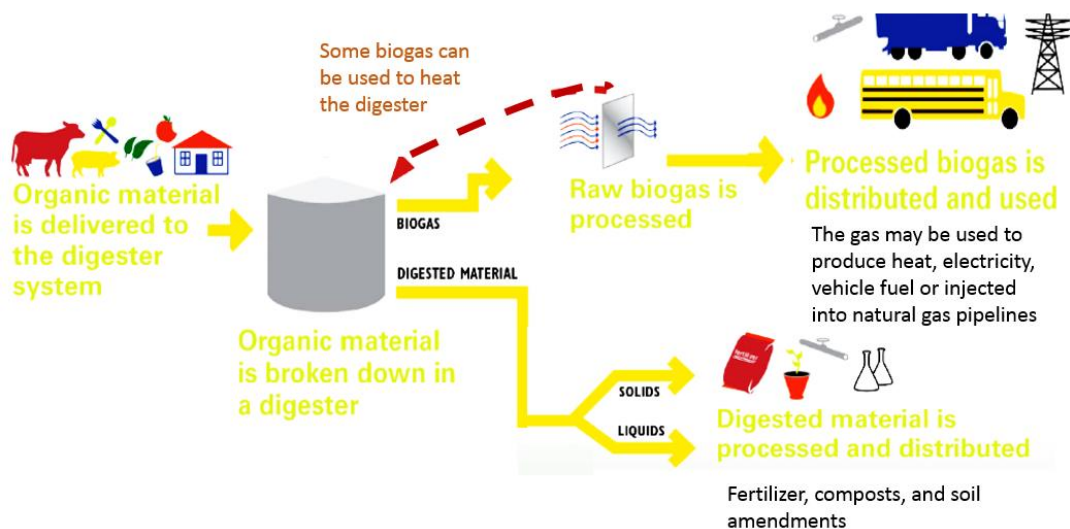 Some biogas can
be used to heat
the digester
Organic material
is delivered to
the digester
system
BIOGAS
DIGESTED MATERIAL
Organic material
is broken down in
a digester
Raw biogas is
processed
Processed biogas is
distributed and used
The gas may be used to
produce heat, electricity,
vehicle fuel or injected
into natural gas pipelines
SOLIDS
LIQUIDS
Digested material is
processed and distributed
Fertilizer, composts, and soil
amendments